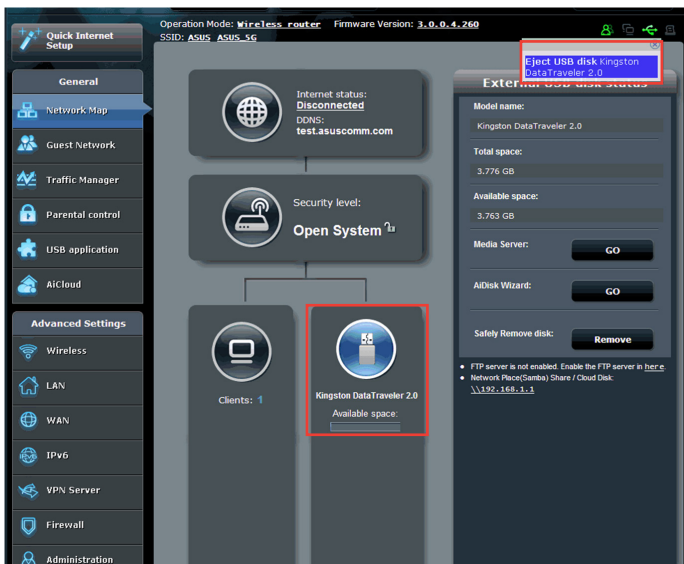 Operation Mode: Wireless router Firmware Version: 3.0.0.4.260
SSID: ASUS ASUS_5G
Quick Internet
Setup
General
Network Map
Guest Network
Traffic Manager
Parental control
USB application
AiCloud
Advanced Settings
Wireless
LAN
WAN
IPv6
VPN Server
Firewall
Administration
Internet status:
Disconnected
DDNS:
test.asuscomm.com
Security level:
Open System
Clients: 1
Kingston DataTraveler 2.0
Available space:
Eject USB disk Kingston
DataTraveler 2.0
External USB disk status
Model name:
Kingston DataTraveler 2.0
Total space:
3.776 GB
Available space:
3.763 GB
Media Server:
GO
AiDisk Wizard:
GO
Safely Remove disk:
Remove
FTP server is not enabled. Enable the FTP server in here.
Network Place(Samba) Share / Cloud Disk:
\\192.168.1.1